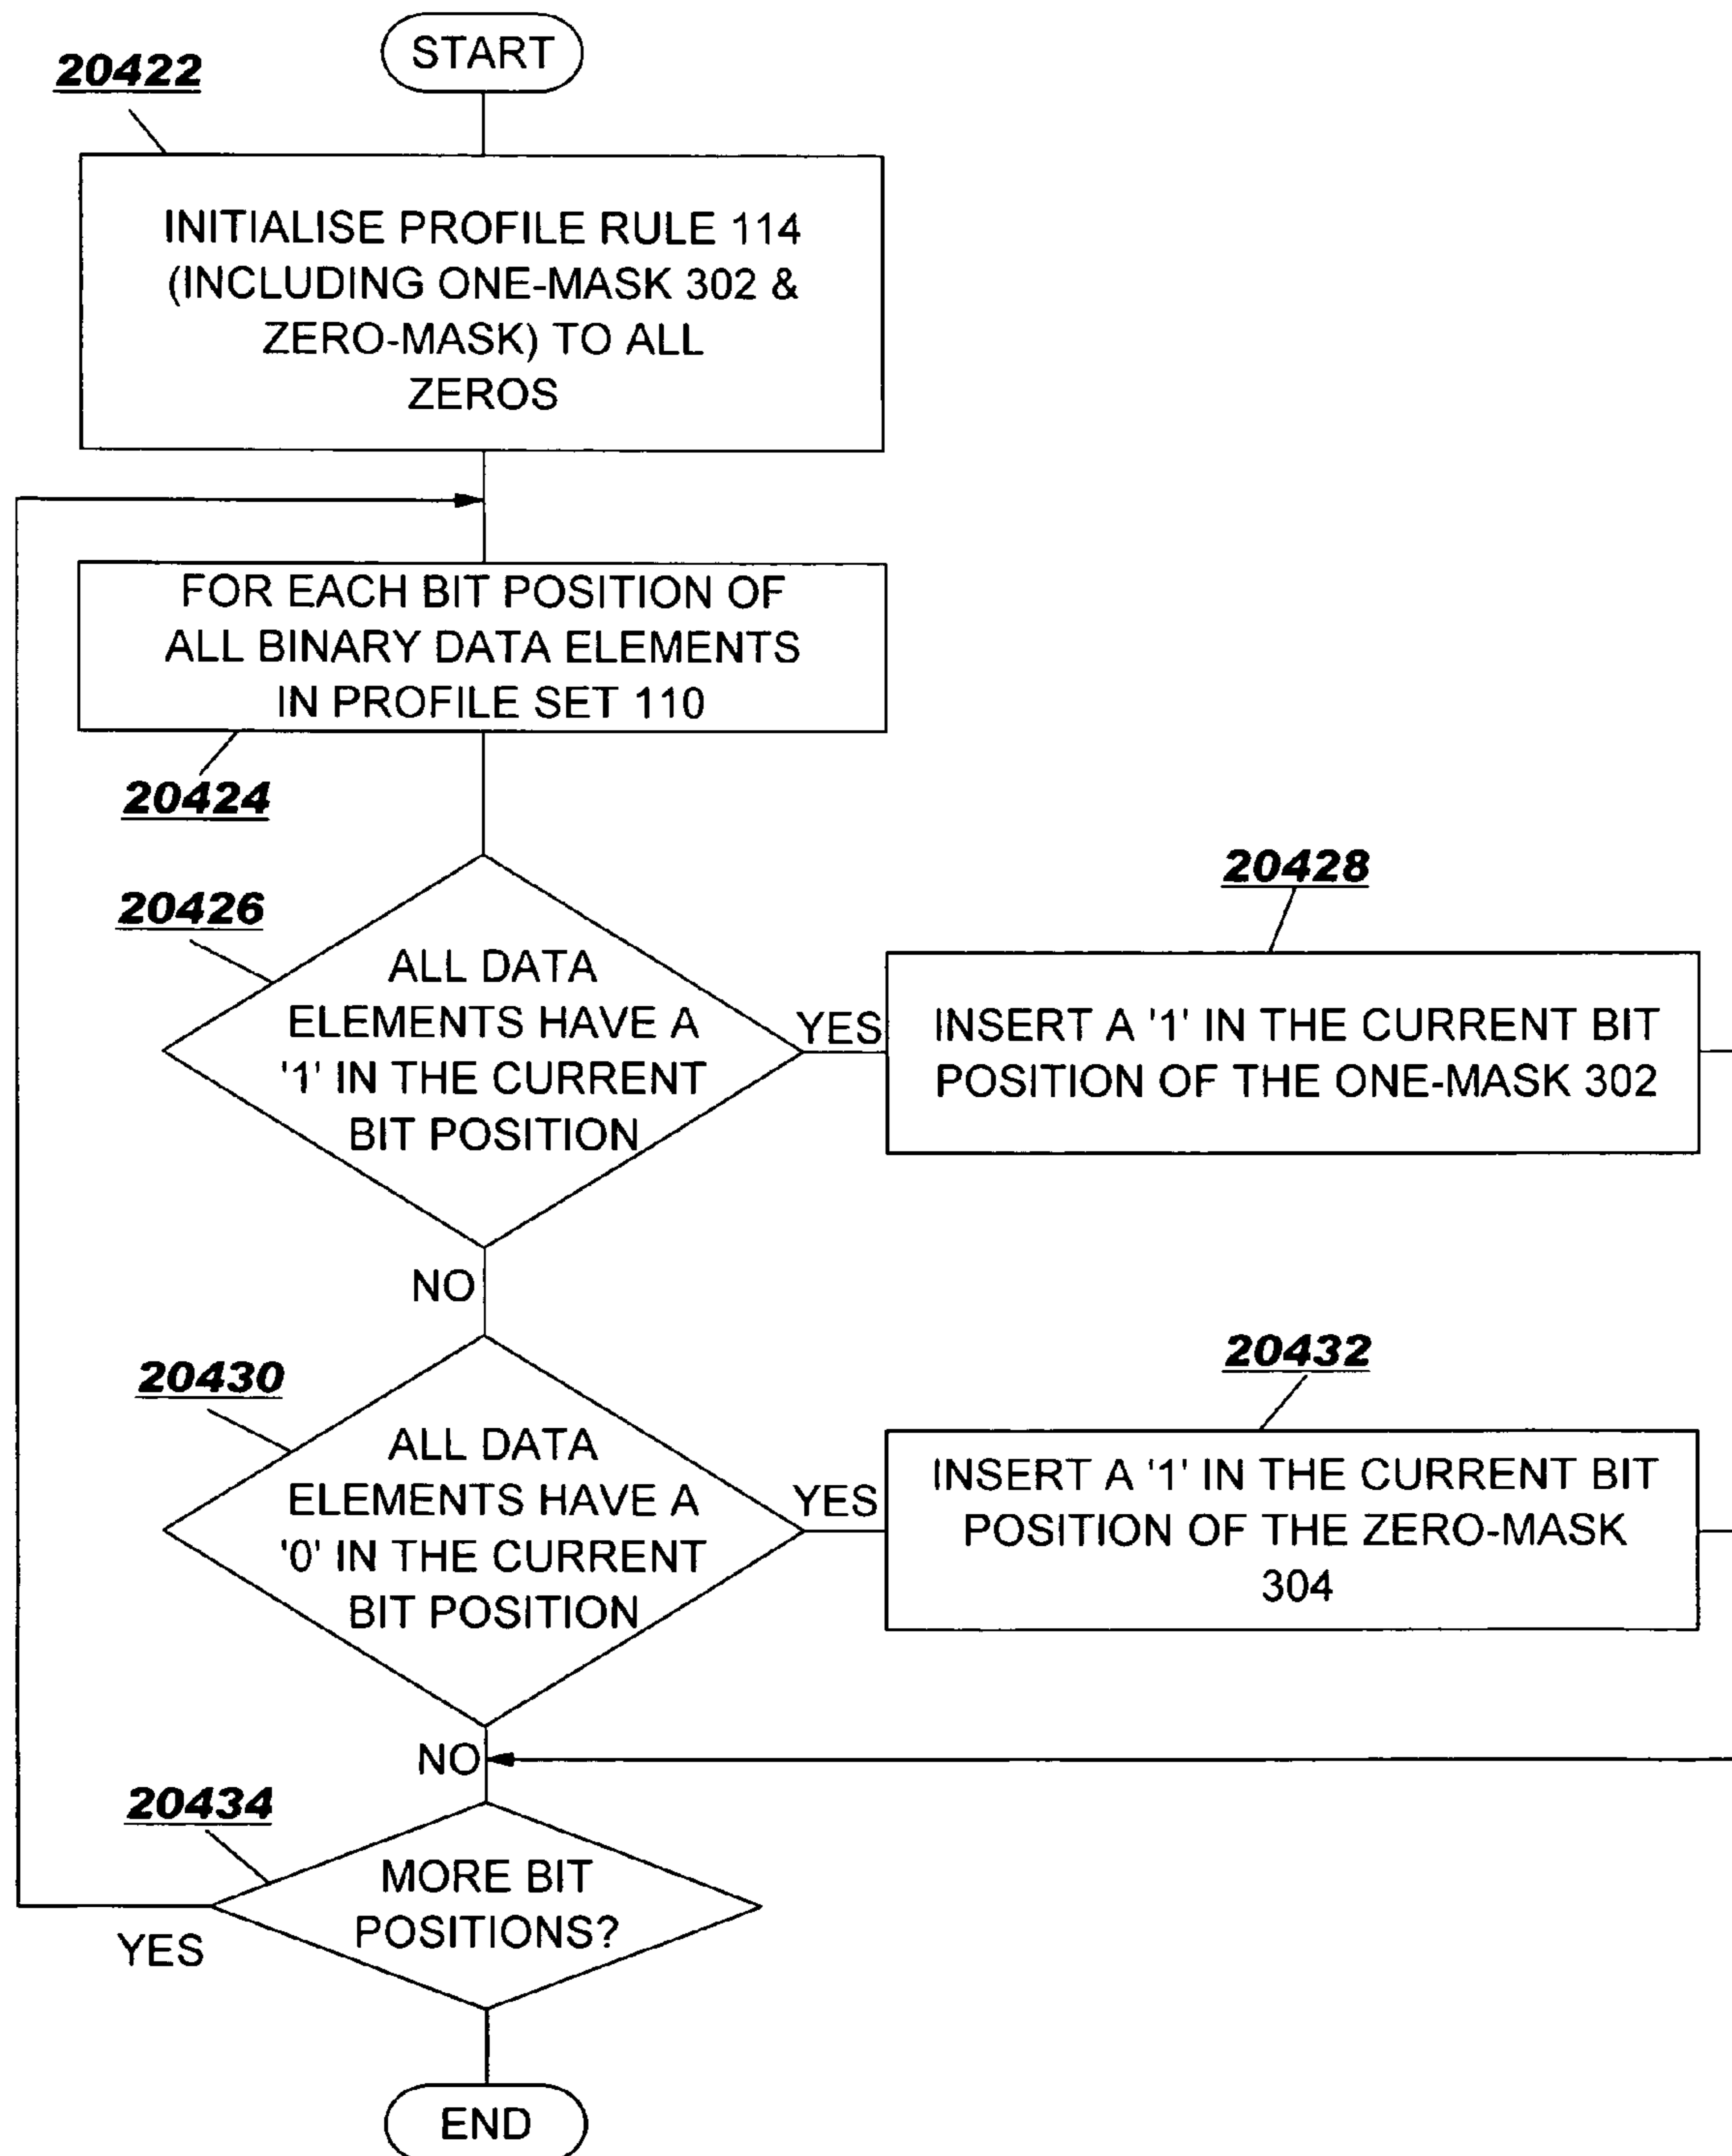 START
20422
INITIALISE PROFILE RULE 114
(INCLUDING ONE-MASK 302 &
ZERO-MASK) TO ALL
ZEROS
FOR EACH BIT POSITION OF
ALL BINARY DATA ELEMENTS
IN PROFILE SET 110
20424
20426
ALL DATA
ELEMENTS HAVE A
'1' IN THE CURRENT
BIT POSITION
YES
20428
INSERT A '1' IN THE CURRENT BIT
POSITION OF THE ONE-MASK 302
NO
20430
ALL DATA
ELEMENTS HAVE A
'0' IN THE CURRENT
BIT POSITION
YES
20432
INSERT A '1' IN THE CURRENT BIT
POSITION OF THE ZERO-MASK
304
NO
20434
MORE BIT
POSITIONS?
YES
END